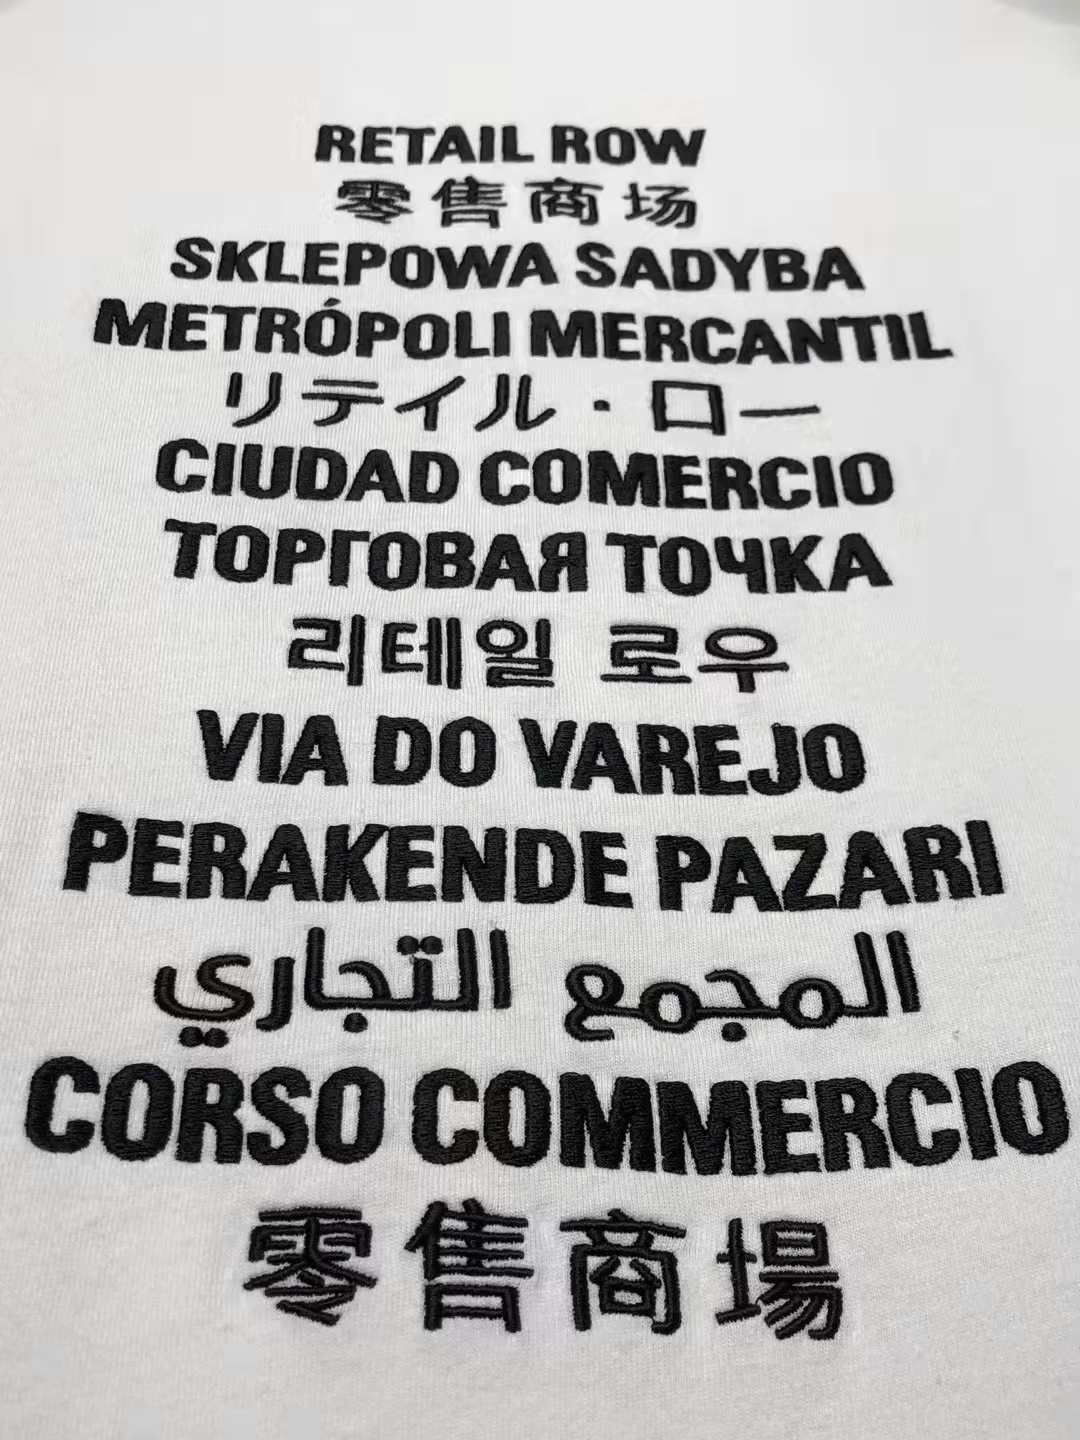 RETAIL ROW
零售商场
SKLEPOWA SADYBA
METRÓPOLI MERCANTIL
リテイル・ロー
CIUDAD COMERCIO
ТОРГОВАЯ ТОЧКА
리테일 로우
VIA DO VAREJO
PERAKENDE PAZARI
المجمع التجاري
CORSO COMMERCIO
零售商場